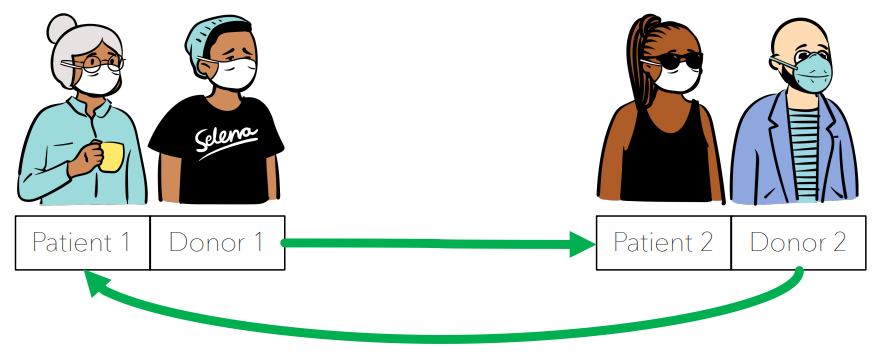 Selena
Patient 1
Donor 1
Patient 2
Donor 2